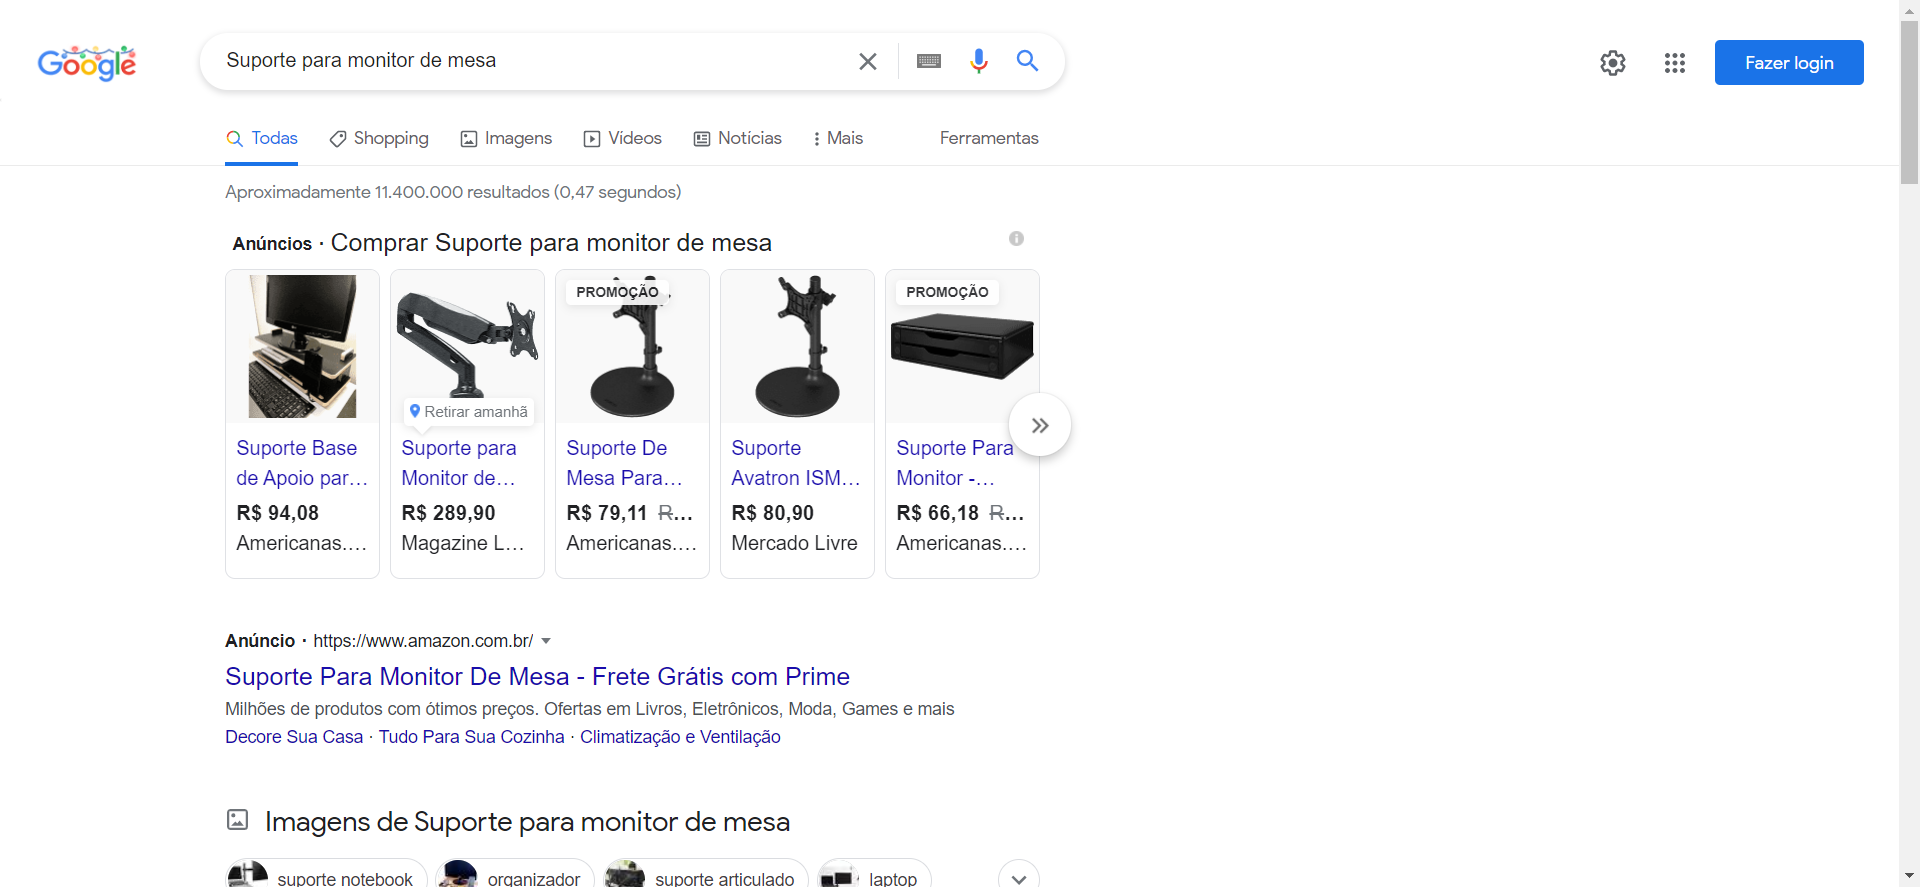 Google
Suporte para monitor de mesa
Fazer login
Todas
Shopping
Imagens
Vídeos
Notícias
Mais
Ferramentas
Aproximadamente 11.400.000 resultados (0,47 segundos)
Anúncios · Comprar Suporte para monitor de mesa
Suporte Base
de Apoio par...
R$ 94,08
Americanas....
Retirar amanhã
Suporte para
Monitor de...
R$ 289,90
Magazine L...
PROMOÇÃO
Suporte De
Mesa Para...
R$ 79,11 R...
Americanas....
Suporte
Avatron ISM...
R$ 80,90
Mercado Livre
PROMOÇÃO
Suporte Para
Monitor -...
R$ 66,18 R...
Americanas....
Anúncio · https://www.amazon.com.br/
Suporte Para Monitor De Mesa - Frete Grátis com Prime
Milhões de produtos com ótimos preços. Ofertas em Livros, Eletrônicos, Moda, Games e mais
Decore Sua Casa · Tudo Para Sua Cozinha · Climatização e Ventilação
Imagens de Suporte para monitor de mesa
suporte notebook
organizador
suporte articulado
laptop